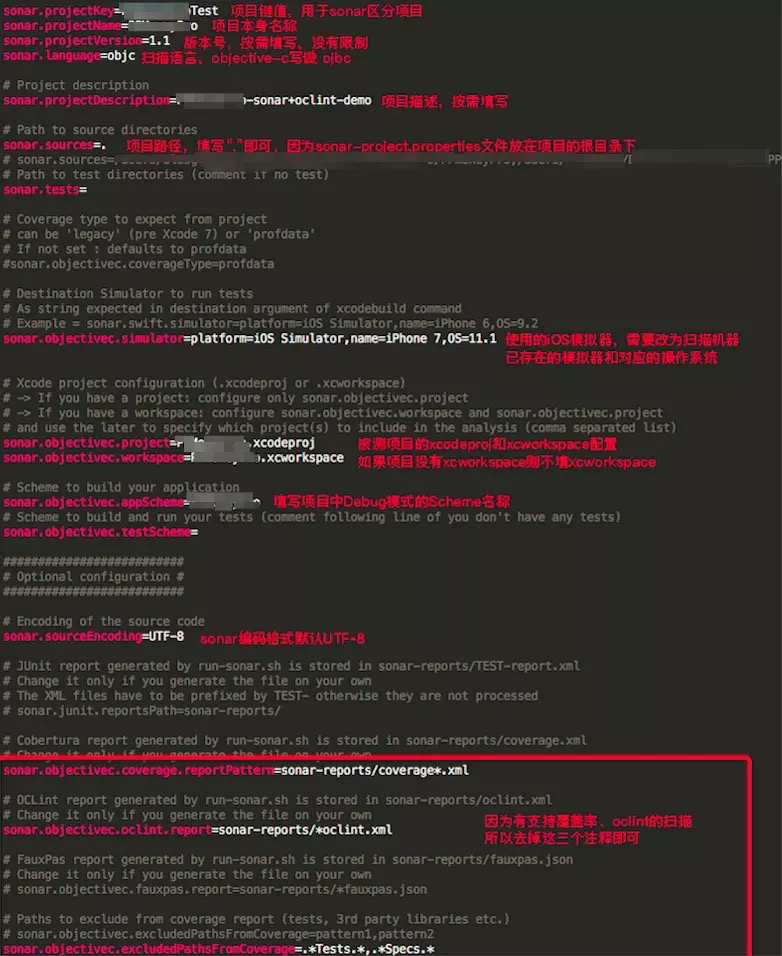 sonar.projectKey= Test 项目键值，用于sonar区分项目
sonar.projectName= 项目本身名称
sonar.projectVersion=1.1 版本号，按需填写、没有限制
sonar.language=objc 扫描语言，objective-c写做 ojbc
# Project description
sonar.projectDescription= -sonar+oclint-demo 项目描述，按需填写
# Path to source directories
sonar.sources=. 项目路径，填写“.”即可，因为sonar-project.properties文件放在项目的根目录下
# sonar.sources=
# Path to test directories (comment if no test)
sonar.tests=
# Coverage type to expect from project
# can be 'legacy' (pre Xcode 7) or 'profdata'
# If not set : defaults to profdata
#sonar.objectivec.coverageType=profdata
# Destination Simulator to run tests
# As string expected in destination argument of xcodebuild command
# Example = sonar.swift.simulator=platform=iOS Simulator,name=iPhone 6,OS=9.2
sonar.objectivec.simulator=platform=iOS Simulator,name=iPhone 7,OS=11.1 使用的iOS模拟器，需要改为扫描机器
已存在的模拟器和对应的操作系统
# Xcode project configuration (.xcodeproj or .xcworkspace)
# -> If you have a project: configure only sonar.objectivec.project
# -> If you have a workspace: configure sonar.objectivec.workspace and sonar.objectivec.project
# and use the later to specify which project(s) to include in the analysis (comma separated list)
sonar.objectivec.project= .xcodeproj 被测项目的xcodeproj和xcworkspace配置
sonar.objectivec.workspace= .xcworkspace 如果项目没有xcworkspace则不填xcworkspace
# Scheme to build your application
sonar.objectivec.appScheme= 填写项目中Debug模式的Scheme名称
# Scheme to build and run your tests (comment following line of you don't have any tests)
sonar.objectivec.testScheme=
##########################
# Optional configuration #
##########################
# Encoding of the source code
sonar.sourceEncoding=UTF-8 sonar编码格式默认UTF-8
# JUnit report generated by run-sonar.sh is stored in sonar-reports/TEST-report.xml
# Change it only if you generate the file on your own
# The XML files have to be prefixed by TEST- otherwise they are not processed
# sonar.junit.reportsPath=sonar-reports/
# Cobertura report generated by run-sonar.sh is stored in sonar-reports/coverage.xml
# Change it only if you generate the file on your own
sonar.objectivec.coverage.reportPattern=sonar-reports/coverage*.xml
# OCLint report generated by run-sonar.sh is stored in sonar-reports/oclint.xml
# Change it only if you generate the file on your own
sonar.objectivec.oclint.report=sonar-reports/*oclint.xml
因为有支持覆盖率、oclint的扫描
所以去掉这三个注释即可
# FauxPas report generated by run-sonar.sh is stored in sonar-reports/fauxpas.json
# Change it only if you generate the file on your own
# sonar.objectivec.fauxpas.report=sonar-reports/*fauxpas.json
# Paths to exclude from coverage report (tests, 3rd party libraries etc.)
# sonar.objectivec.excludedPathsFromCoverage=pattern1,pattern2
sonar.objectivec.excludedPathsFromCoverage=.*Tests.*,.*Specs.*